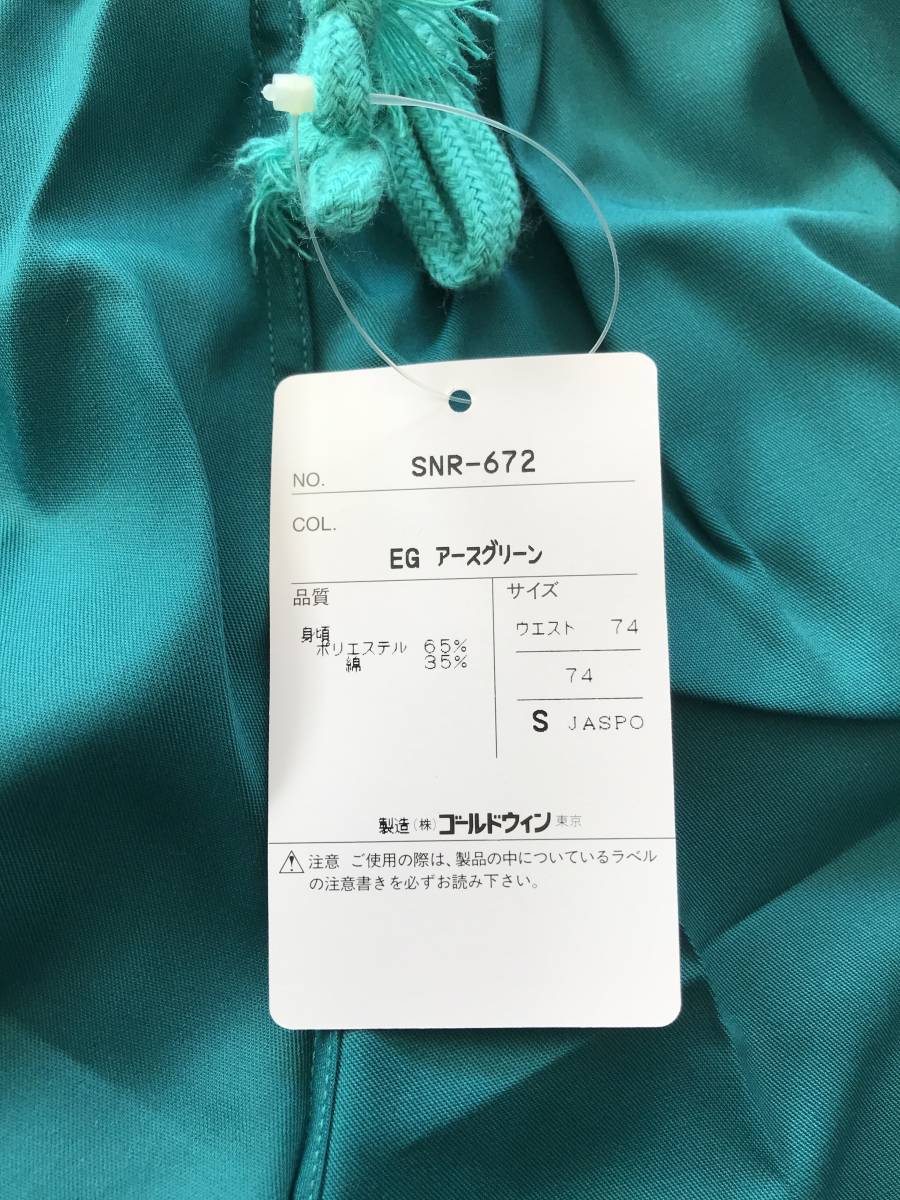 NO. SNR-672
COL.
EG アースグリーン
品質
身頃
ポリエステル 65%
綿 35%
サイズ
ウエスト 74
74
S JASPO
製造(株)ゴールドウィン東京
注意 ご使用の際は、製品の中についているラベル
の注意書きを必ずお読み下さい。